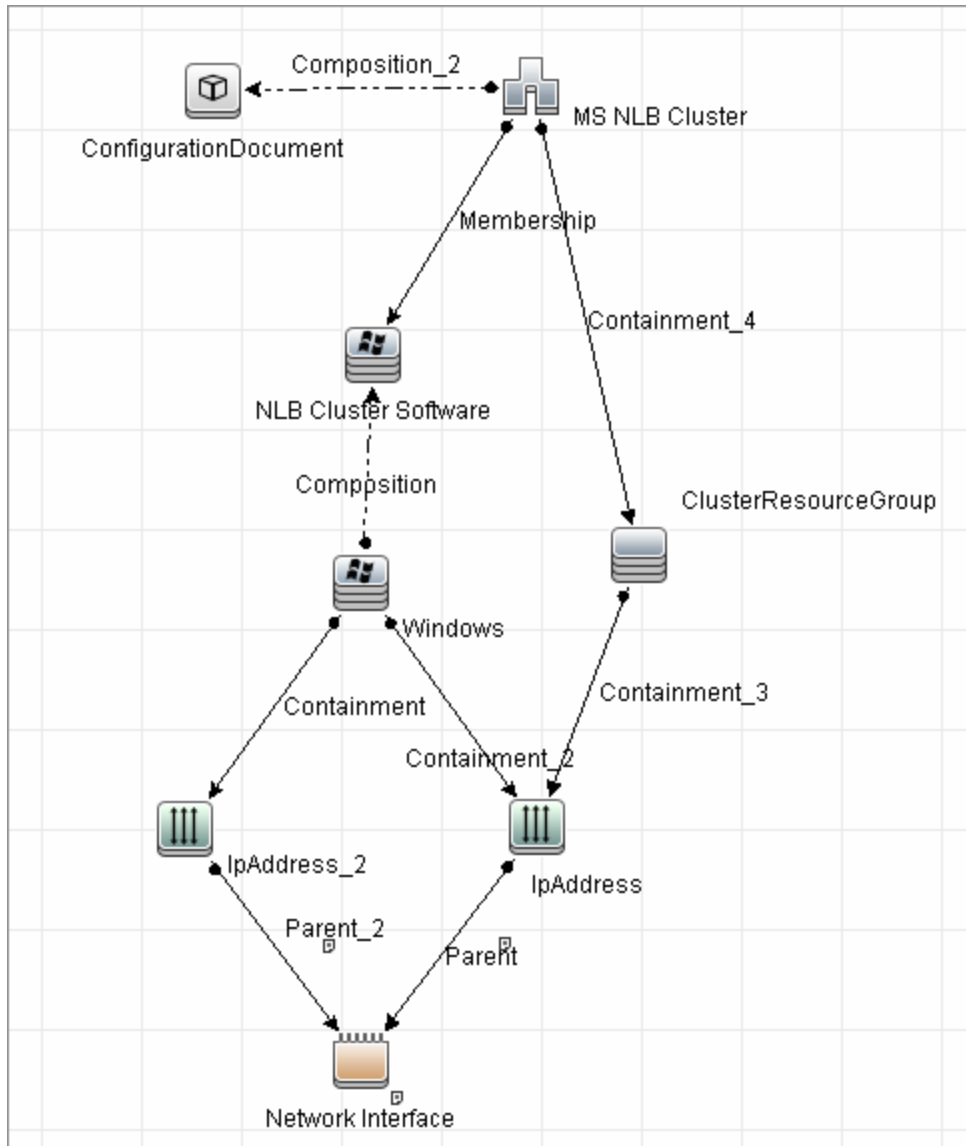 Composition_2
MS NLB Cluster
ConfigurationDocument
Membership
Containment_4
NLB Cluster Software
Composition
ClusterResourceGroup
Windows
Containment
Containment_3
Containment_2
IpAddress_2
IpAddress
Parent_2
Parent
Network Interface